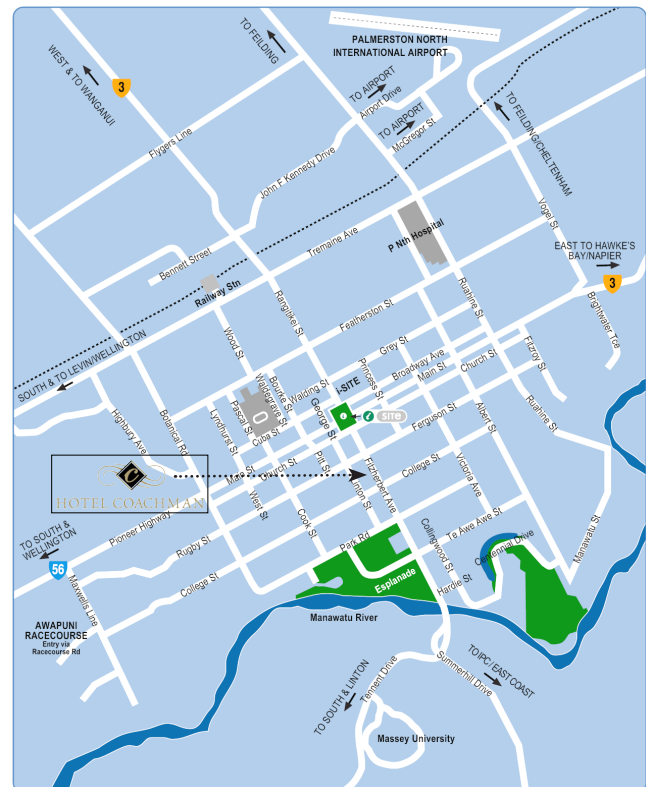 PALMERSTON NORTH
INTERNATIONAL AIRPORT
TO FEILDING
WEST & TO WANGANUI
3
TO AIRPORT
Airport Drive
TO AIRPORT
McGregor St
TO FEILDING/CHELTENHAM
Flygers Line
John F Kennedy Drive
Vogel St
P Nth Hospital
Tremaine Ave
EAST TO HAWKE'S
BAY/NAPIER
3
Bennett Street
Railway Stn
Rangitikei St
Ruahine St
Brightwater Tce
Featherston St
Wood St
Grey St
Broadway Ave
Main St
Church St
Fitzroy St
SOUTH & TO LEVIN/WELLINGTON
Princess St
i-SITE
Walding St
Bourke St
Waldegrave St
Pascal St
Lyndhurst St
Cuba St
George St
i SITE
Highbury Ave
Botanical Rd
Ferguson St
Albert St
Ruahine St
Main St
Church St
Pitt St
Fitzherbert Ave
Linton St
College St
Victoria Ave
C
HOTEL COACHMAN
West St
Cook St
Pioneer Highway
Rugby St
College St
Park Rd
Te Awe Awe St
Collingwood St
Centennial Drive
Manawatu St
Hardie St
Esplanade
TO SOUTH &
WELLINGTON
56
Maxwells Line
AWAPUNI
RACECOURSE
Entry via
Racecourse Rd
Manawatu River
TO SOUTH & LINTON
Tennent Drive
Summerhill Drive
TO IPC/ EAST COAST
Massey University